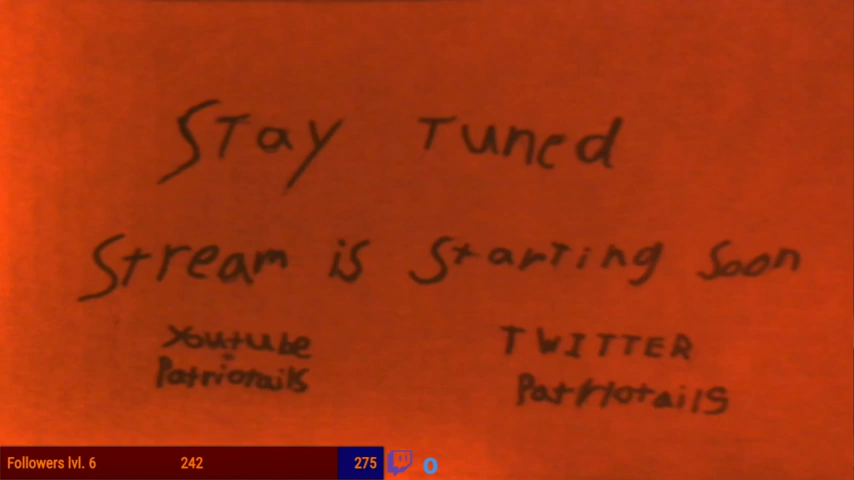 Stay Tuned
Stream is Starting Soon
Youtube
Patriotails
TWITTER
Patriotails
Followers lvl. 6 242 275 0